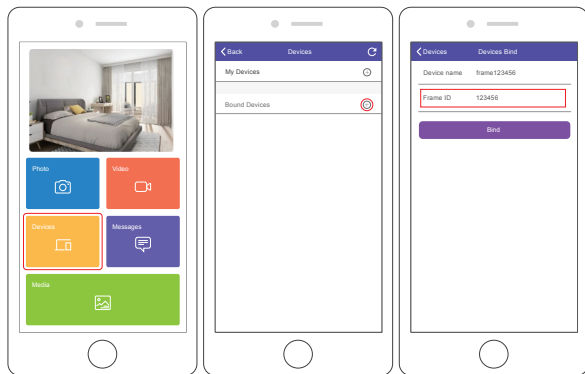 Photo
Video
Devices
Messages
Media
Back Devices
My Devices
Bound Devices
Devices Devices Bind
Device name frame123456
Frame ID 123456
Bind